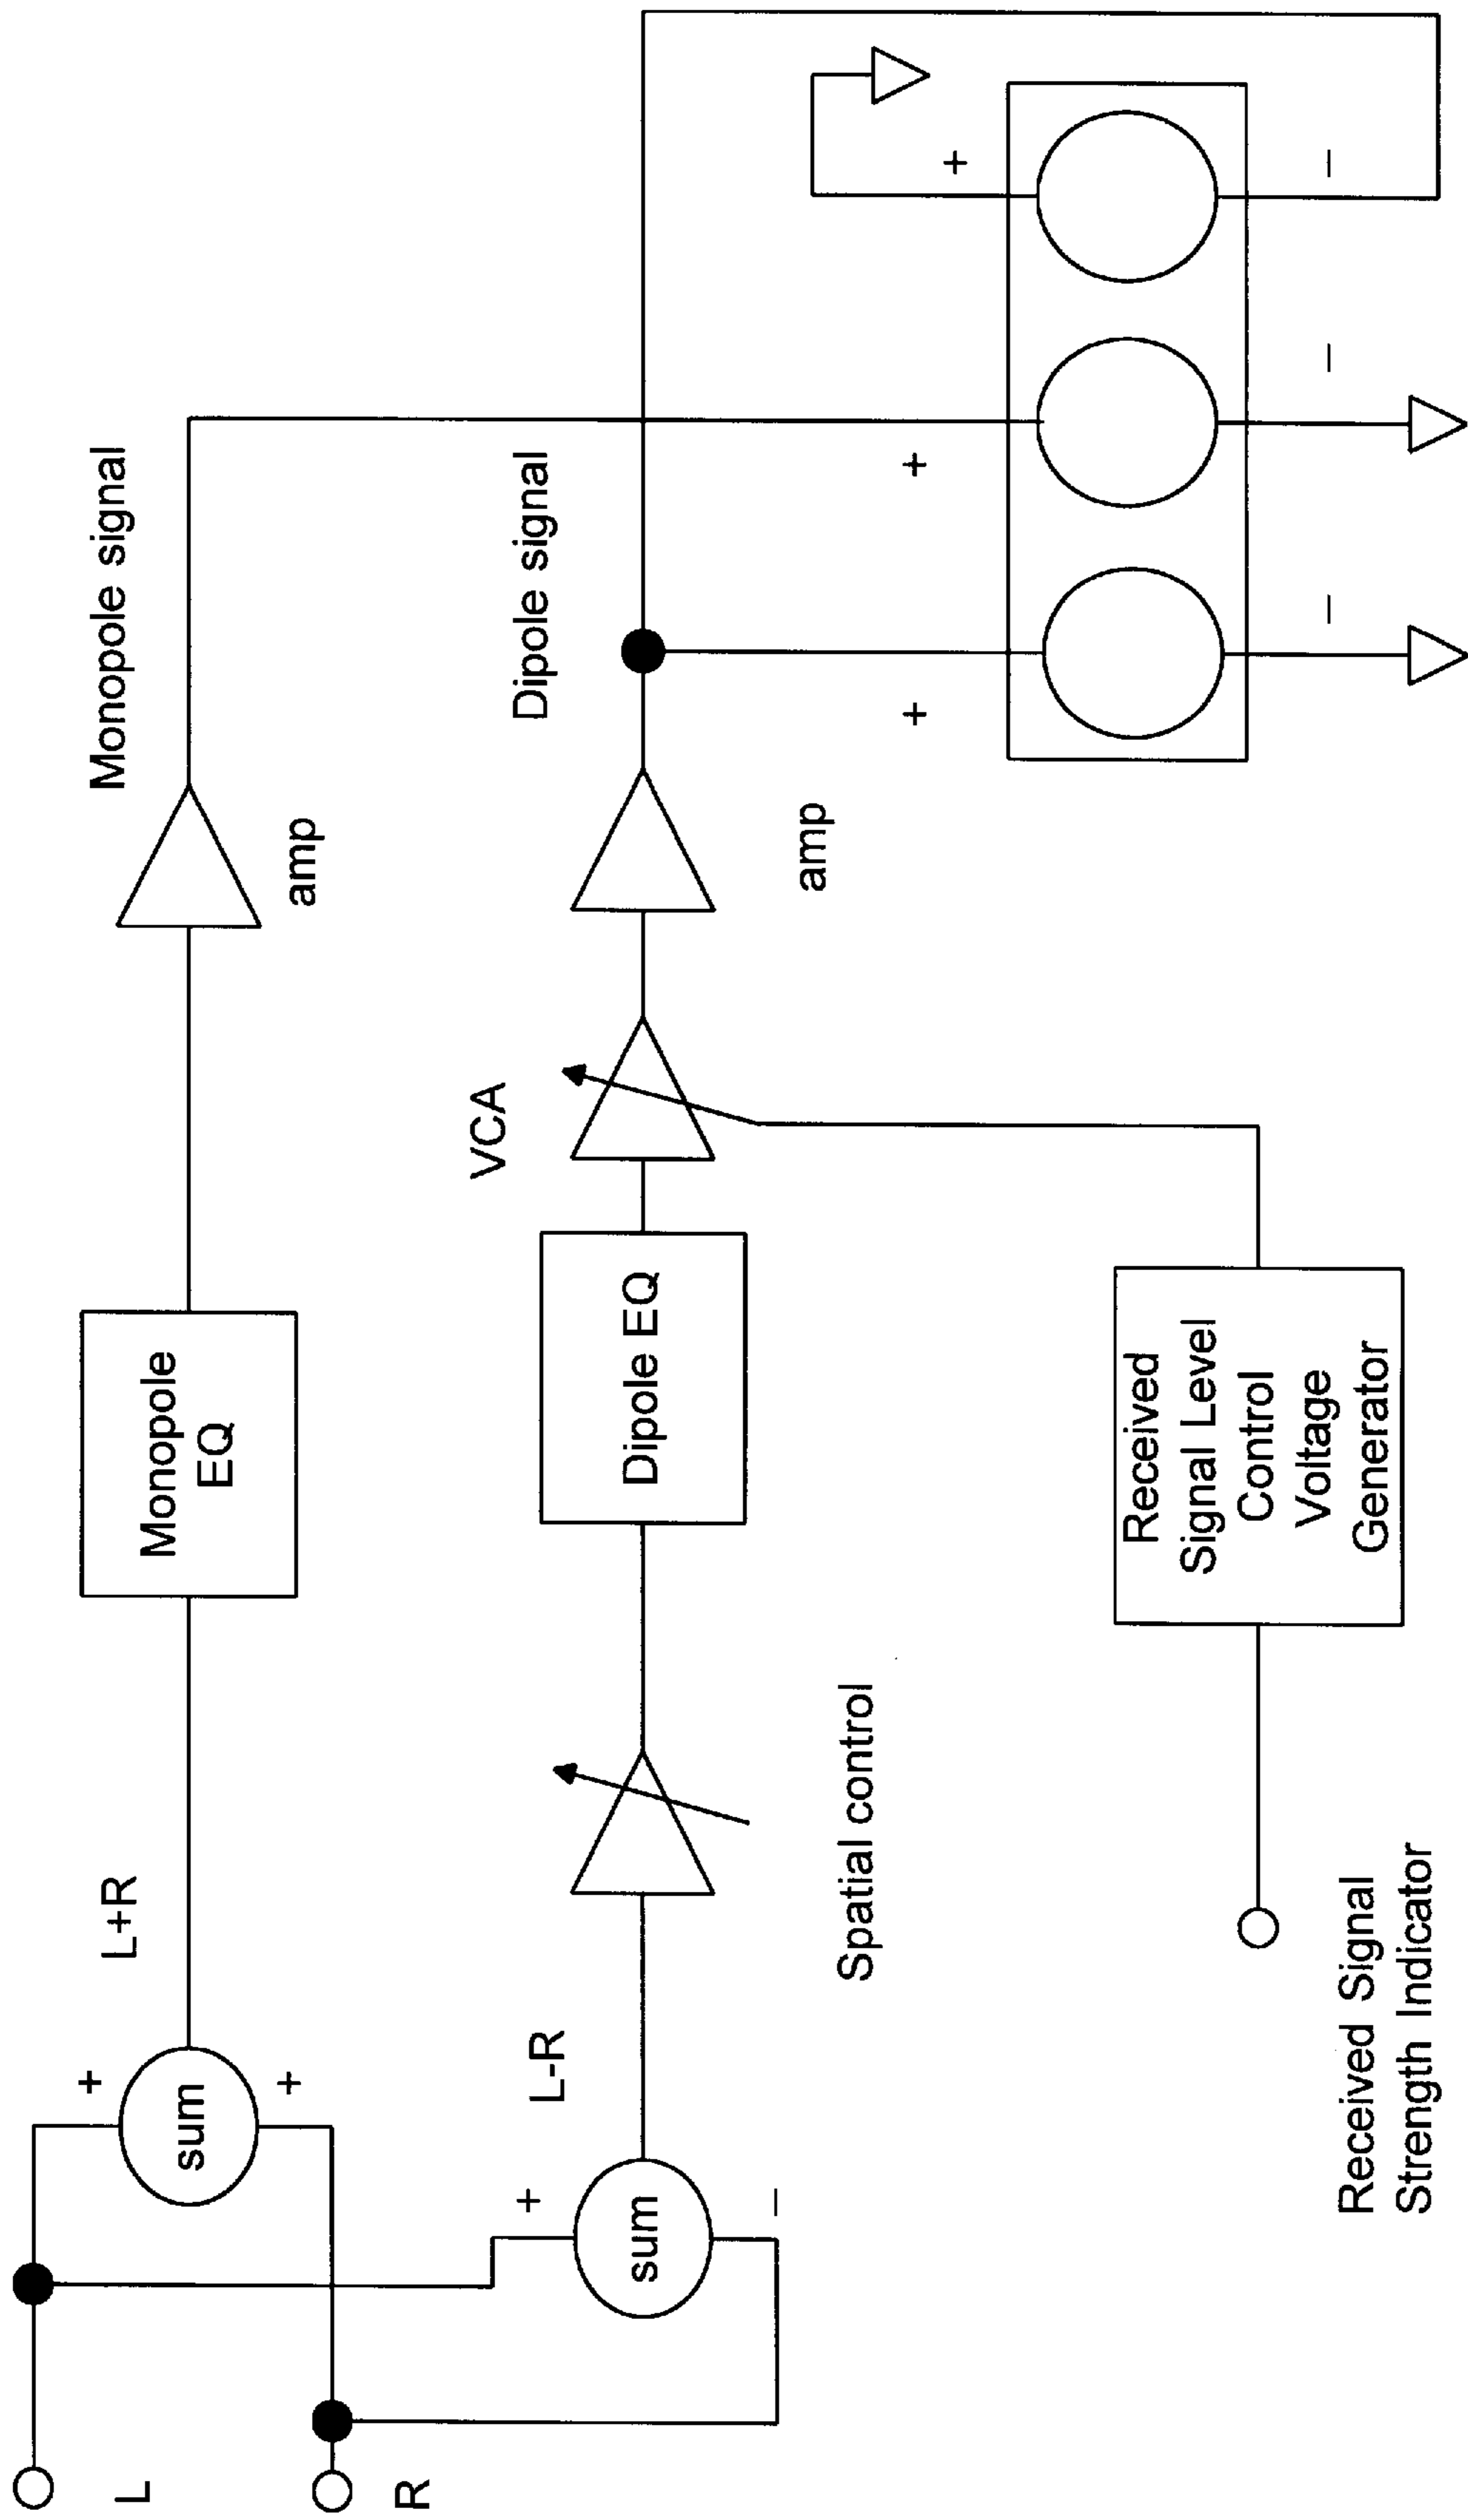 L
R
+
sum
+
L+R
Monopole
EQ
amp
Monopole signal
+
sum
−
L-R
Spatial control
Dipole EQ
VCA
amp
Dipole signal
+
+
+
−
−
−
Received Signal
Strength Indicator
Received
Signal Level
Control
Voltage
Generator